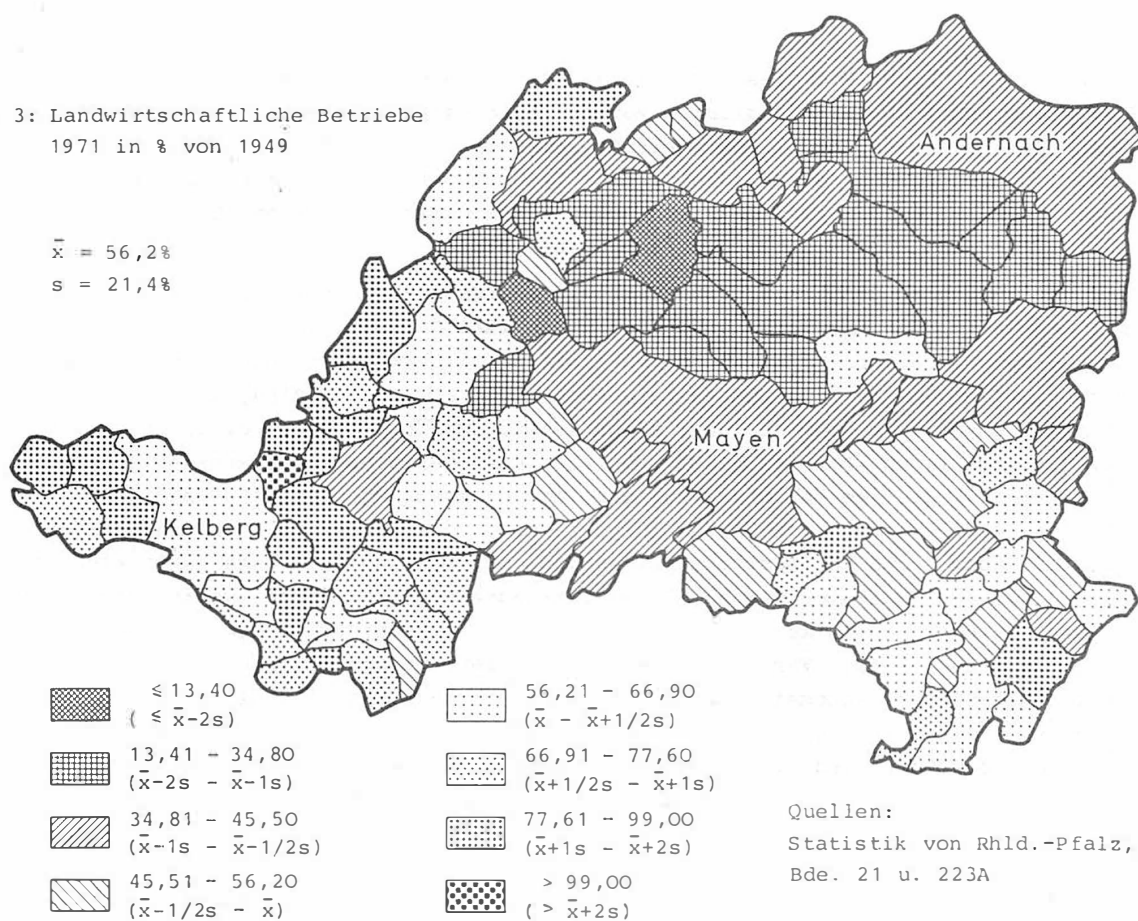 3: Landwirtschaftliche Betriebe
1971 in % von 1949
x̄ = 56,2%
s = 21,4%
Andernach
Mayen
Kelberg
≤ 13,40
( ≤ x̄-2s)
13,41 - 34,80
(x̄-2s - x̄-1s)
34,81 - 45,50
(x̄-1s - x̄-1/2s)
45,51 - 56,20
(x̄-1/2s - x̄)
56,21 - 66,90
(x̄ - x̄+1/2s)
66,91 - 77,60
(x̄+1/2s - x̄+1s)
77,61 - 99,00
(x̄+1s - x̄+2s)
> 99,00
( > x̄+2s)
Quellen:
Statistik von Rhld.-Pfalz,
Bde. 21 u. 223A